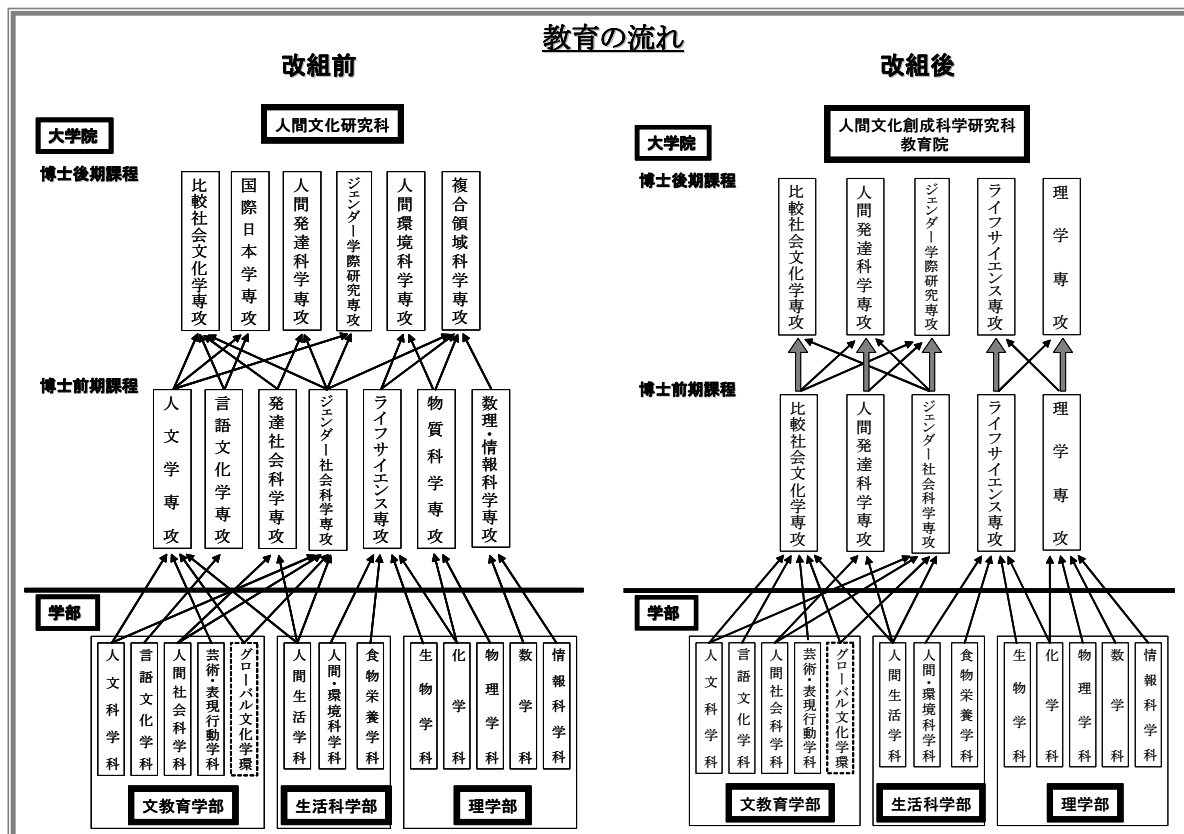 教育の流れ
改組前
大学院
人間文化研究科
博士後期課程
比較社会文化学専攻
国際日本学専攻
人間発達科学専攻
ジェンダー学際研究専攻
人間環境科学専攻
複合領域科学専攻
博士前期課程
人文学専攻
言語文化学専攻
発達社会科学専攻
ジェンダー社会科学専攻
ライフサイエンス専攻
物質科学専攻
数理・情報科学専攻
学部
人文科学科
言語文化学科
人間社会科学科
芸術・表現行動学科
グローバル文化学環
人間生活学科
人間・環境科学科
食物栄養学科
生物学科
化学科
物理学科
数学科
情報科学科
文教育学部
生活科学部
理学部
改組後
大学院
人間文化創成科学研究科
教育院
博士後期課程
比較社会文化学専攻
人間発達科学専攻
ジェンダー学際研究専攻
ライフサイエンス専攻
理学専攻
博士前期課程
比較社会文化学専攻
人間発達科学専攻
ジェンダー社会科学専攻
ライフサイエンス専攻
理学専攻
学部
人文科学科
言語文化学科
人間社会科学科
芸術・表現行動学科
グローバル文化学環
人間生活学科
人間・環境科学科
食物栄養学科
生物学科
化学科
物理学科
数学科
情報科学科
文教育学部
生活科学部
理学部